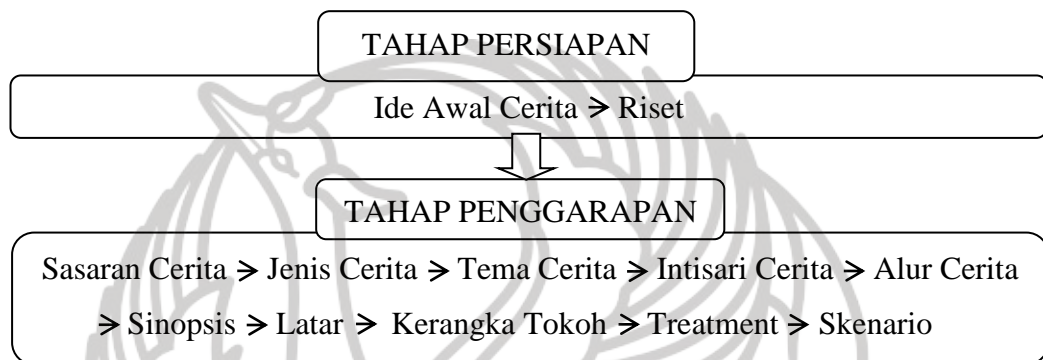 TAHAP PERSIAPAN
Ide Awal Cerita > Riset
TAHAP PENGGARAPAN
Sasaran Cerita > Jenis Cerita > Tema Cerita > Intisari Cerita > Alur Cerita
> Sinopsis > Latar > Kerangka Tokoh > Treatment > Skenario